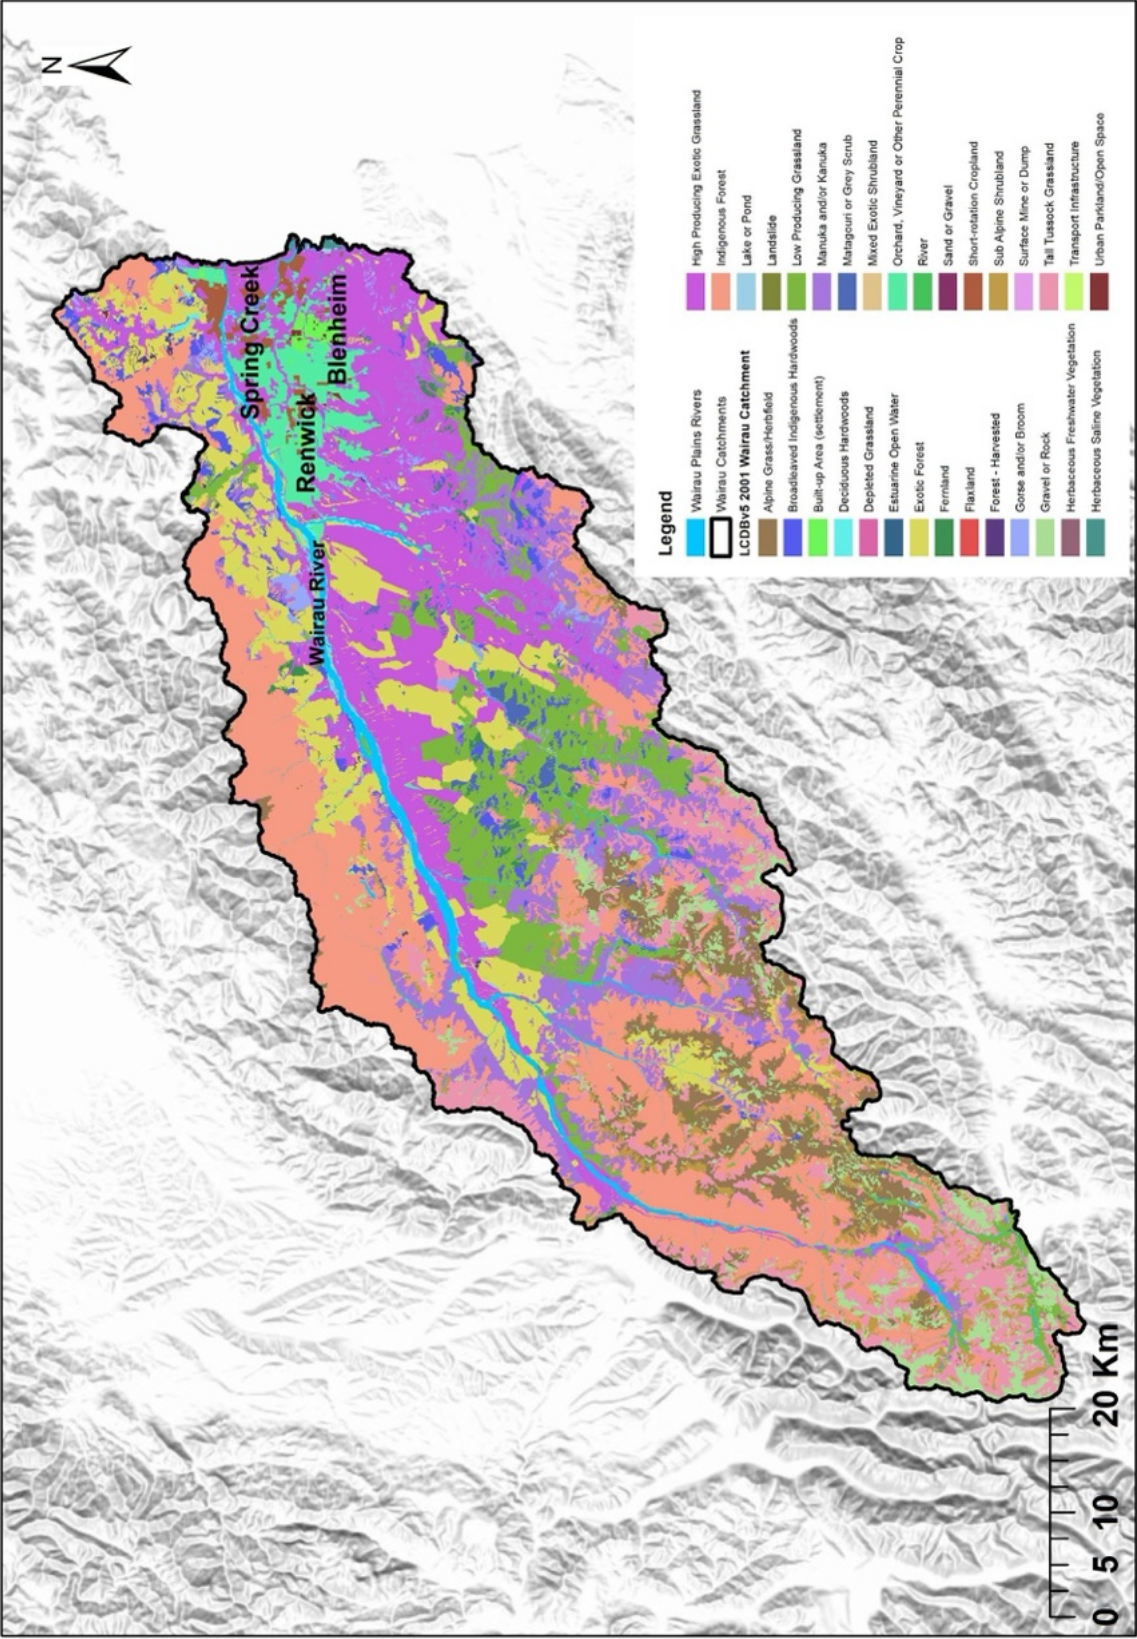 N
Spring Creek
Renwick
Blenheim
Wairau River
Legend
Wairau Plains Rivers
Wairau Catchments
LCDBv5 2001 Wairau Catchment
Alpine Grass/Herbfield
Broadleaved Indigenous Hardwoods
Built-up Area (settlement)
Deciduous Hardwoods
Depleted Grassland
Estuarine Open Water
Exotic Forest
Fernland
Flaxland
Forest - Harvested
Gorse and/or Broom
Gravel or Rock
Herbaceous Freshwater Vegetation
Herbaceous Saline Vegetation
High Producing Exotic Grassland
Indigenous Forest
Lake or Pond
Landslide
Low Producing Grassland
Manuka and/or Kanuka
Matagouri or Grey Scrub
Mixed Exotic Shrubland
Orchard, Vineyard or Other Perennial Crop
River
Sand or Gravel
Short-rotation Cropland
Sub Alpine Shrubland
Surface Mine or Dump
Tall Tussock Grassland
Transport Infrastructure
Urban Parkland/Open Space
0 5 10 20 Km